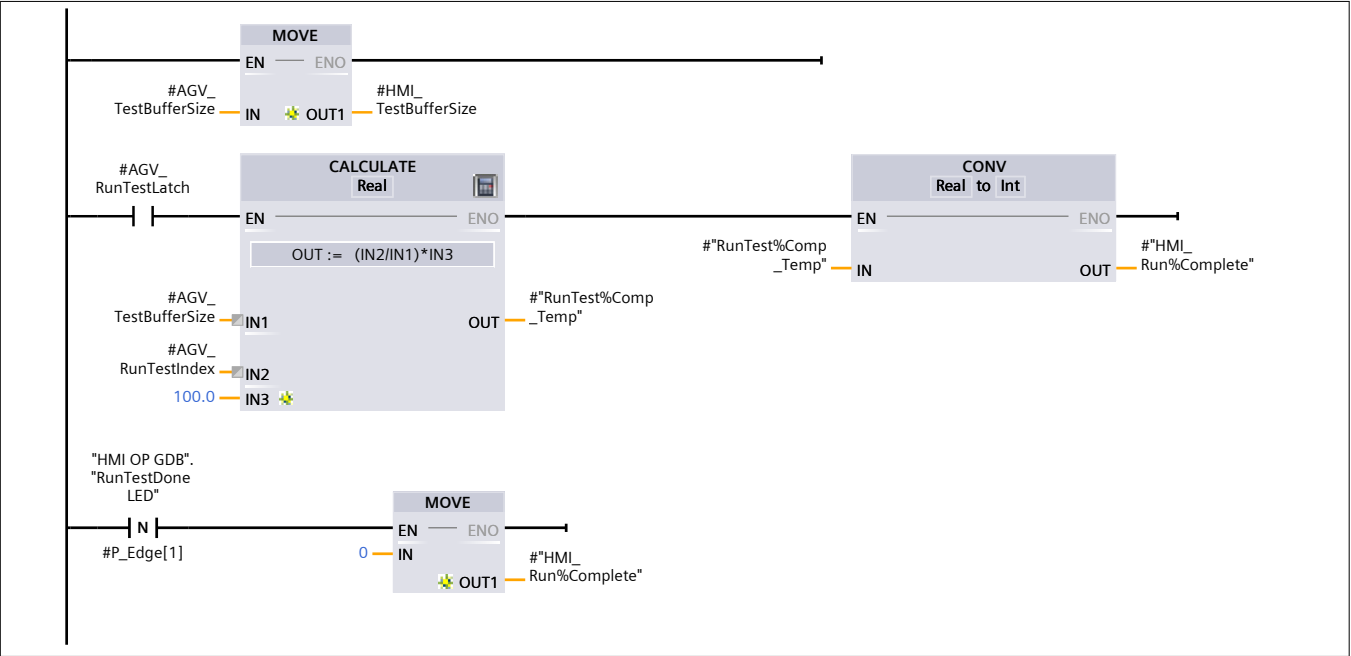 MOVE
EN ENO
#AGV_
TestBufferSize
IN OUT1
#HMI_
TestBufferSize
#AGV_
RunTestLatch
CALCULATE
Real
EN ENO
OUT := (IN2/IN1)*IN3
#AGV_
TestBufferSize
IN1
OUT
#"RunTest%Comp
_Temp"
#AGV_
RunTestIndex
IN2
100.0 IN3
CONV
Real to Int
EN ENO
#"RunTest%Comp
_Temp"
IN OUT
#"HMI_
Run%Complete"
"HMI OP GDB".
"RunTestDone
LED"
N
#P_Edge[1]
MOVE
EN ENO
0 IN
OUT1
#"HMI_
Run%Complete"